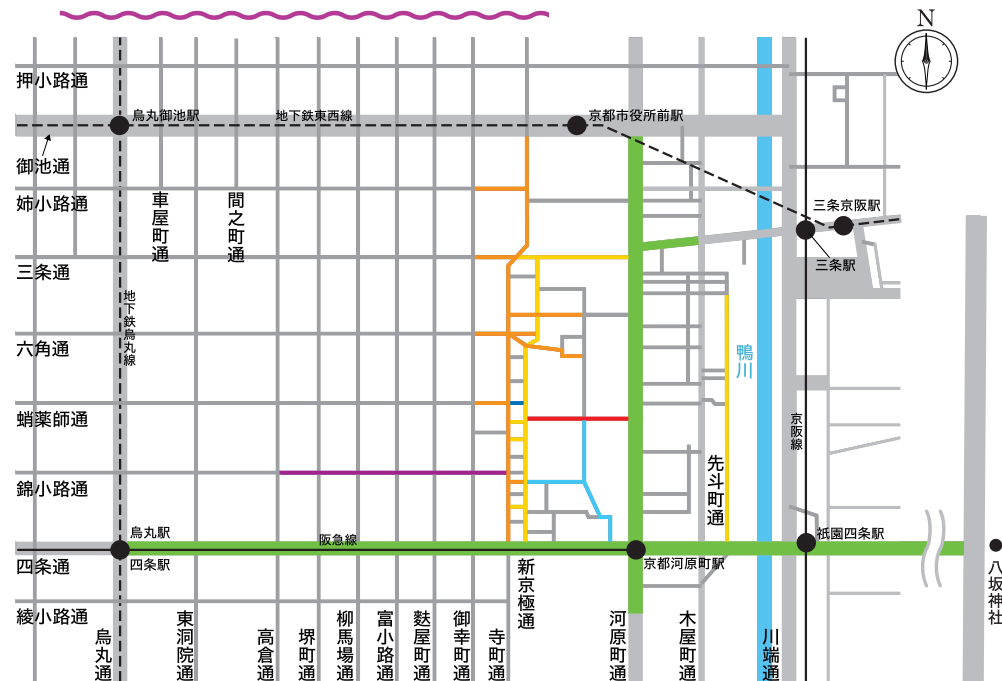 N
押小路通
烏丸御池駅
地下鉄東西線
京都市役所前駅
御池通
姉小路通
車屋町通
間之町通
三条京阪駅
三条通
三条駅
地下鉄烏丸線
六角通
鴨川
蛸薬師通
京阪線
先斗町通
錦小路通
烏丸駅
阪急線
祇園四条駅
四条通
四条駅
京都河原町駅
八坂神社
新京極通
綾小路通
烏丸通
東洞院通
高倉通
堺町通
柳馬場通
富小路通
麩屋町通
御幸町通
寺町通
河原町通
木屋町通
川端通